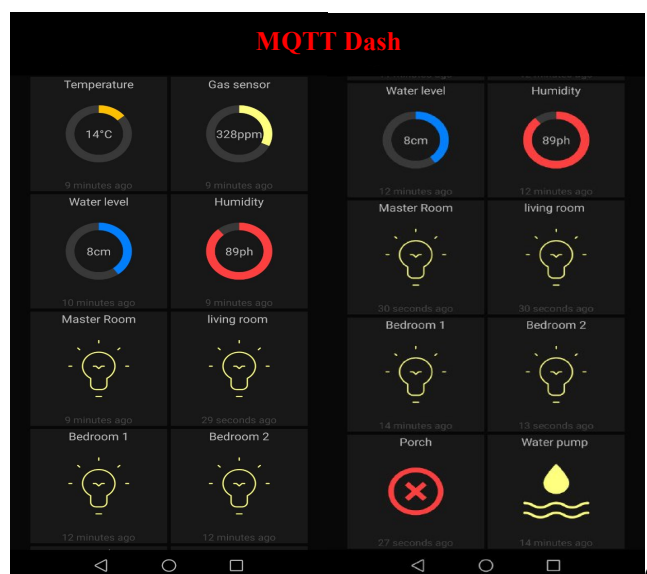 MQTT Dash
Temperature
Gas sensor
14°C
328ppm
9 minutes ago
9 minutes ago
Water level
Humidity
8cm
89ph
10 minutes ago
9 minutes ago
Master Room
living room
9 minutes ago
29 seconds ago
Bedroom 1
Bedroom 2
12 minutes ago
12 minutes ago
Water level
Humidity
8cm
89ph
12 minutes ago
12 minutes ago
Master Room
living room
30 seconds ago
30 seconds ago
Bedroom 1
Bedroom 2
14 minutes ago
13 seconds ago
Porch
Water pump
27 seconds ago
14 minutes ago